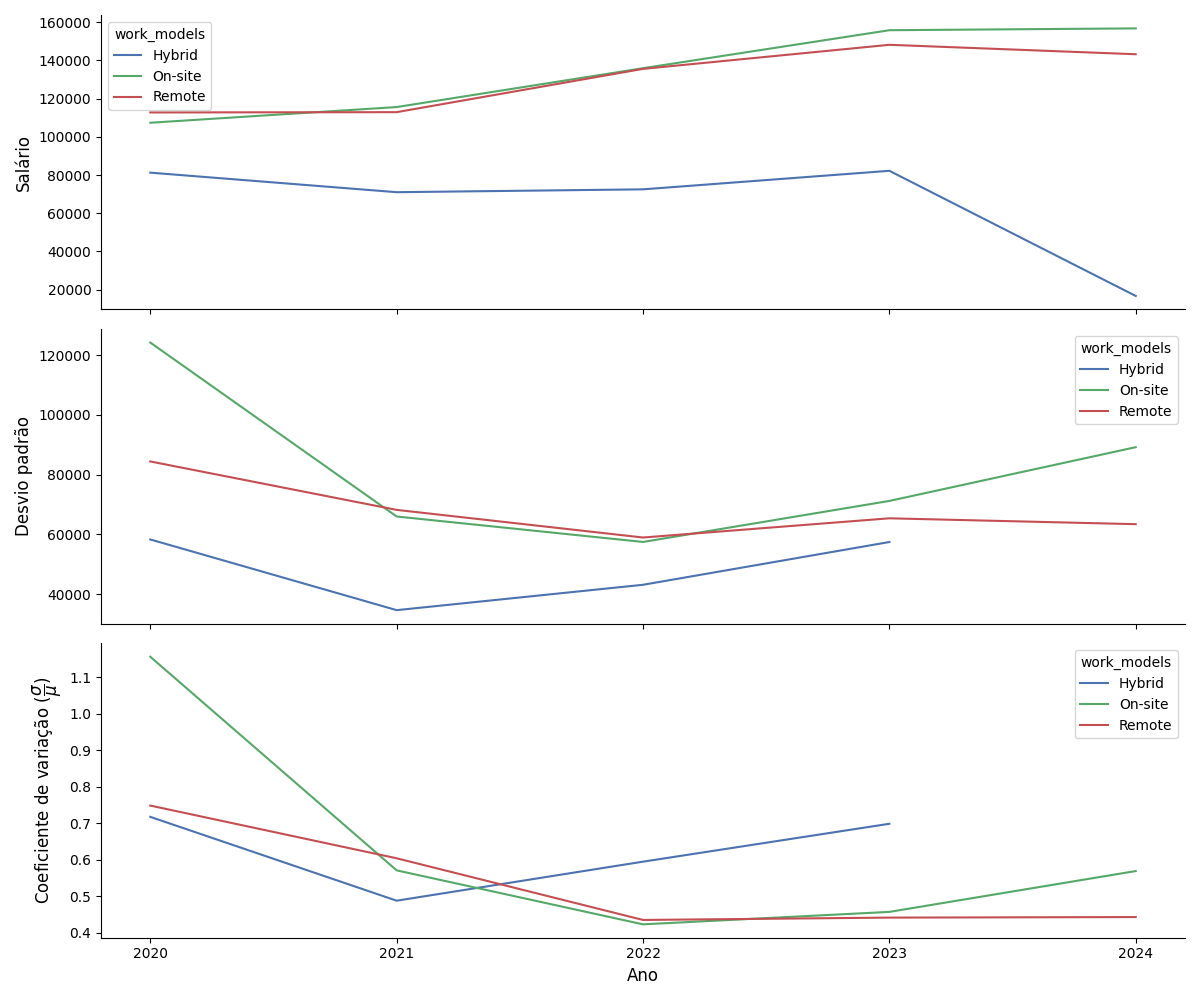 160000
140000
120000
100000
80000
60000
40000
20000
Salário
work_models
Hybrid
On-site
Remote
120000
100000
80000
60000
40000
Desvio padrão
work_models
Hybrid
On-site
Remote
1.1
1.0
0.9
0.8
0.7
0.6
0.5
0.4
Coeficiente de variação (σ/μ)
work_models
Hybrid
On-site
Remote
2020 2021 2022 2023 2024
Ano